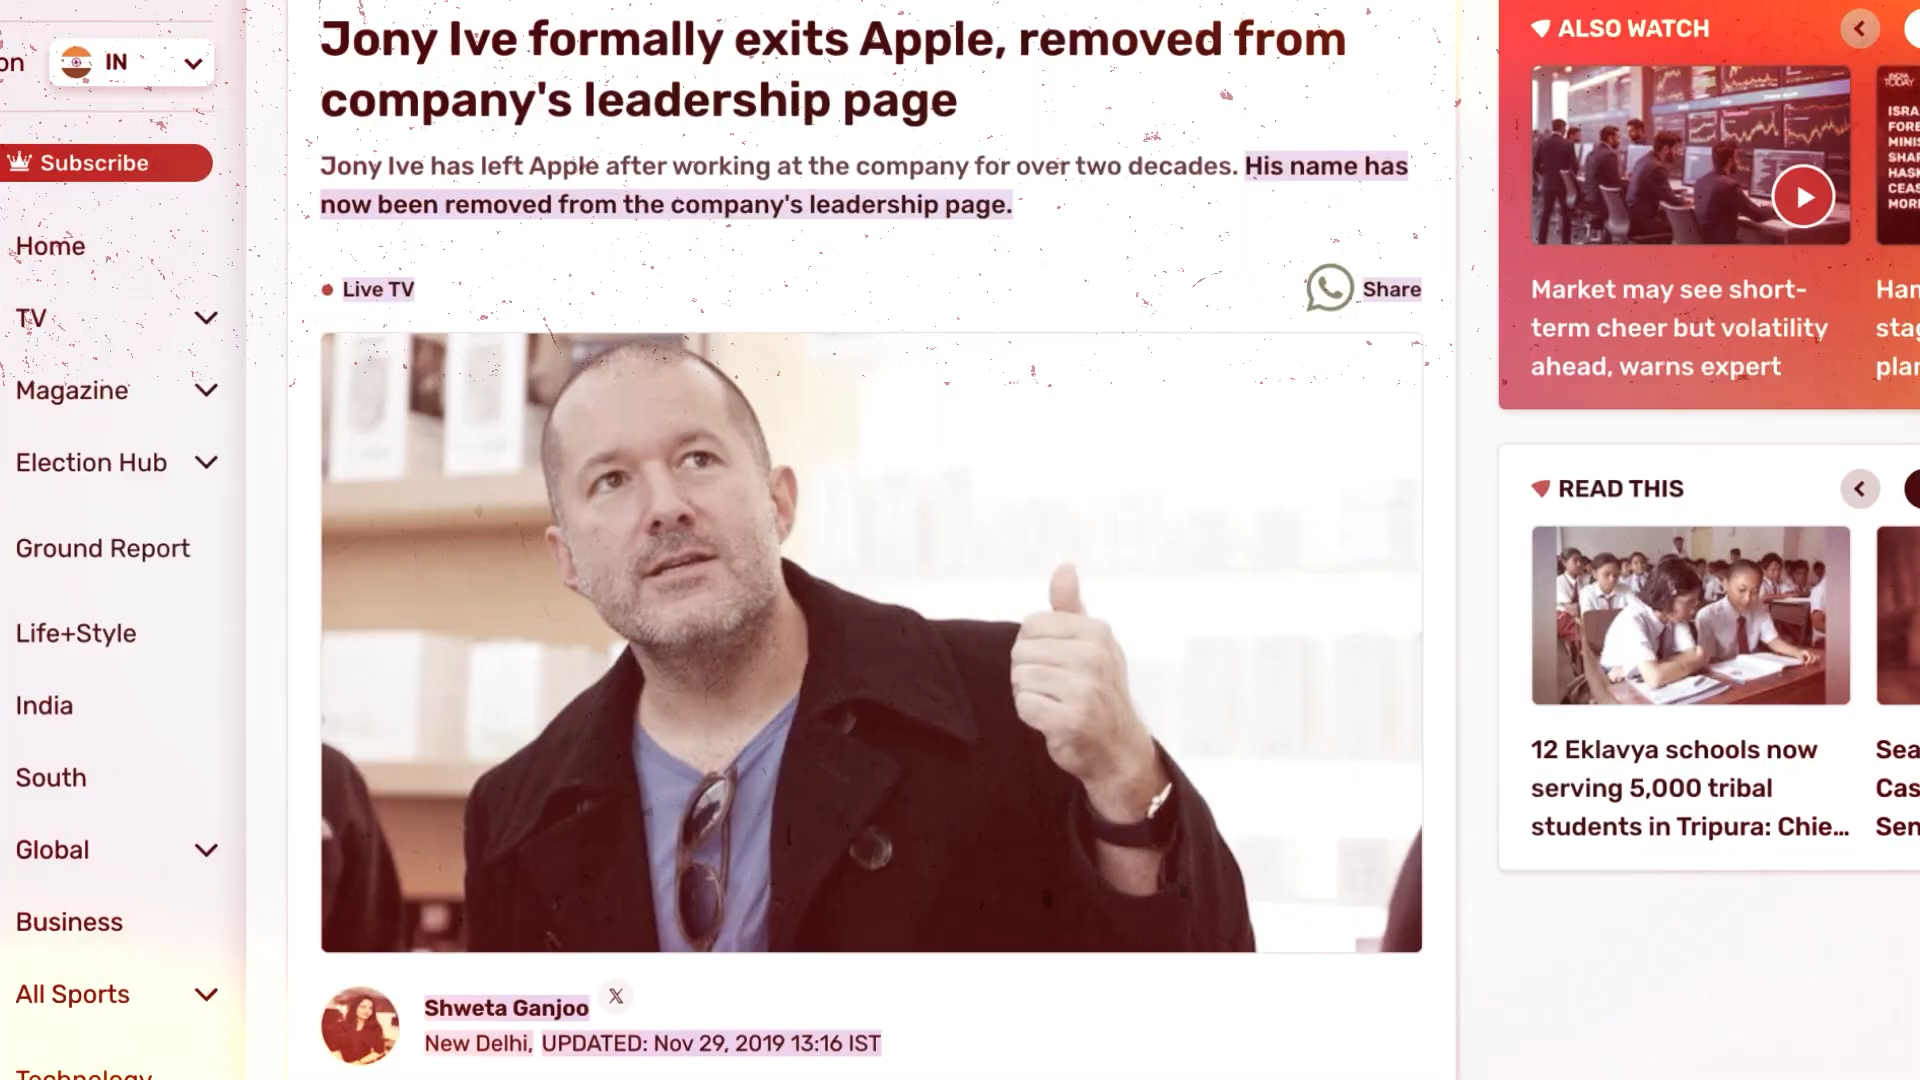 on
IN
Subscribe
Home
TV
Magazine
Election Hub
Ground Report
Life+Style
India
South
Global
Business
All Sports
Technology
Jony Ive formally exits Apple, removed from
company's leadership page
Jony Ive has left Apple after working at the company for over two decades. His name has
now been removed from the company's leadership page.
Live TV
Share
Shweta Ganjoo
New Delhi, UPDATED: Nov 29, 2019 13:16 IST
ALSO WATCH
Market may see short-
term cheer but volatility
ahead, warns expert
READ THIS
12 Eklavya schools now
serving 5,000 tribal
students in Tripura: Chie...